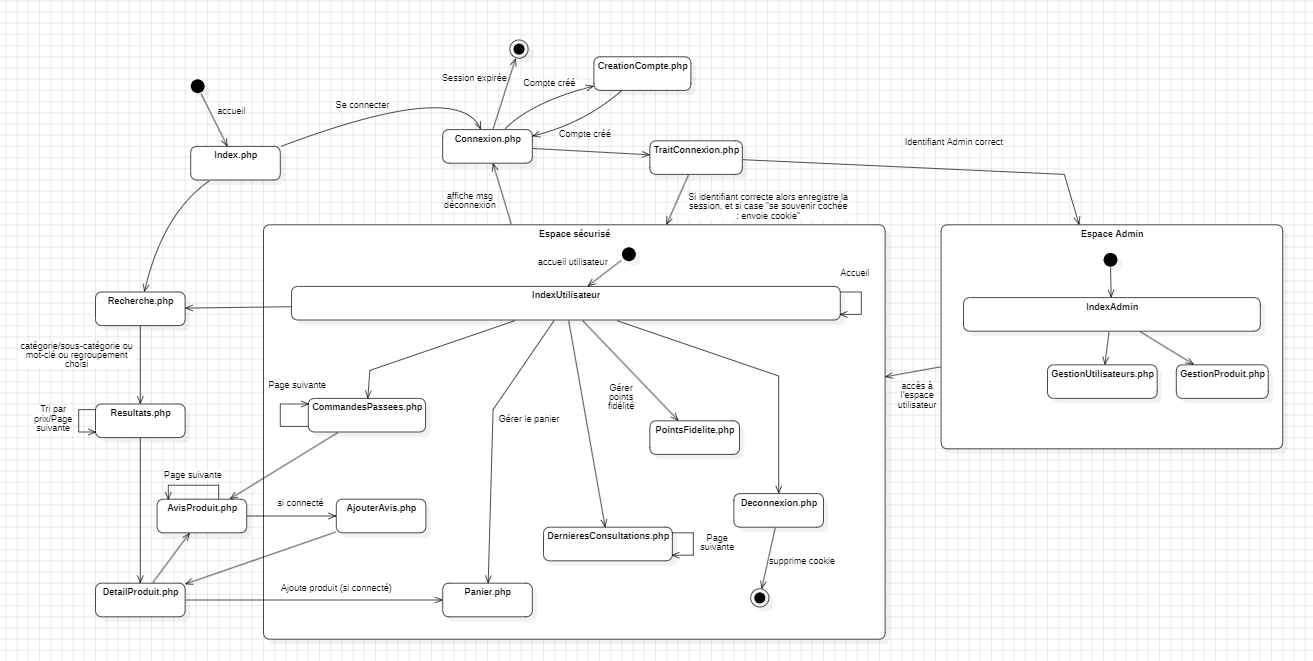 CreationCompte.php
Session expirée
Compte créé
accueil
Se connecter
Connexion.php
Compte créé
Identifiant Admin correct
Index.php
TraitConnexion.php
affiche msg
déconnexion
Si identifiant correcte alors enregistre la
session, et si case "se souvenir cochée
: envoie cookie"
Espace sécurisé
Espace Admin
accueil utilisateur
Accueil
IndexUtilisateur
Recherche.php
IndexAdmin
catégorie/sous-catégorie ou
mot-clé ou regroupement
choisi
GestionUtilisateurs.php
GestionProduit.php
Page suivante
Gérer
points
fidélité
accès à
l'espace
utilisateur
CommandesPassees.php
Tri par
prix/Page
suivante
Resultats.php
Gérer le panier
PointsFidelite.php
Page suivante
si connecté
Deconnexion.php
AvisProduit.php
AjouterAvis.php
DernieresConsultations.php
Page
suivante
supprime cookie
DetailProduit.php
Ajoute produit (si connecté)
Panier.php